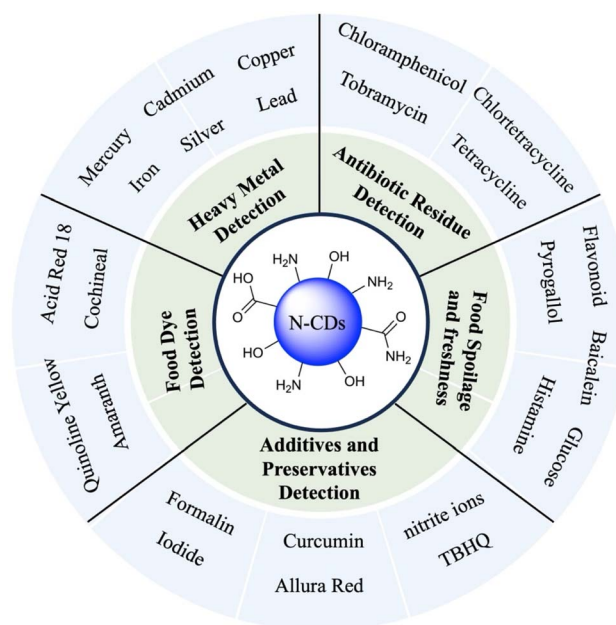 Mercury
Cadmium
Copper
Iron
Silver
Lead
Heavy Metal
Detection
Chloramphenicol
Tobramycin
Chlortetracycline
Tetracycline
Antibiotic Residue
Detection
Flavonoid
Pyrogallol
Baicalein
Histamine
Glucose
Food Spoilage
and freshness
nitrite ions
TBHQ
Curcumin
Allura Red
Formalin
Iodide
Additives and
Preservatives
Detection
Quinoline Yellow
Amaranth
Acid Red 18
Cochineal
Food Dye
Detection
H₂N
OH
HO
O
NH₂
N-CDs
O
NH₂
HO
H₂N
OH